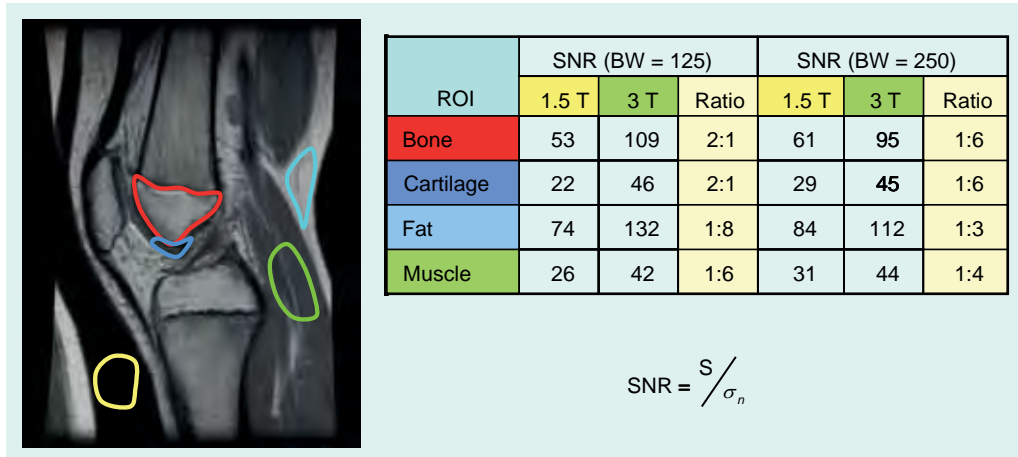 SNR (BW = 125) SNR (BW = 250)
ROI 1.5 T 3 T Ratio 1.5 T 3 T Ratio
Bone 53 109 2:1 61 95 1:6
Cartilage 22 46 2:1 29 45 1:6
Fat 74 132 1:8 84 112 1:3
Muscle 26 42 1:6 31 44 1:4
SNR = S/σₙ